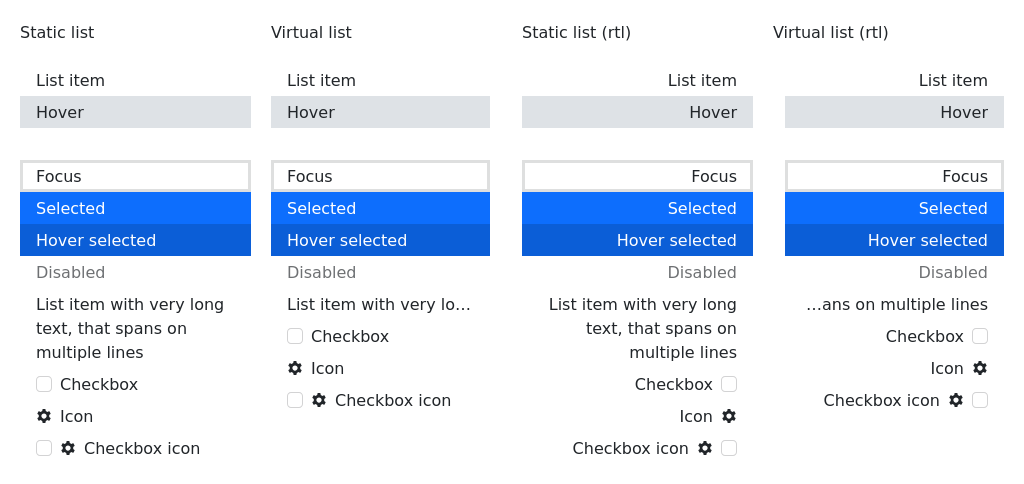 Static list
List item
Hover
Focus
Selected
Hover selected
Disabled
List item with very long
text, that spans on
multiple lines
Checkbox
Icon
Checkbox icon
Virtual list
List item
Hover
Focus
Selected
Hover selected
Disabled
List item with very lo…
Checkbox
Icon
Checkbox icon
Static list (rtl)
List item
Hover
Focus
Selected
Hover selected
Disabled
List item with very long
text, that spans on
multiple lines
Checkbox
Icon
Checkbox icon
Virtual list (rtl)
List item
Hover
Focus
Selected
Hover selected
Disabled
…ans on multiple lines
Checkbox
Icon
Checkbox icon